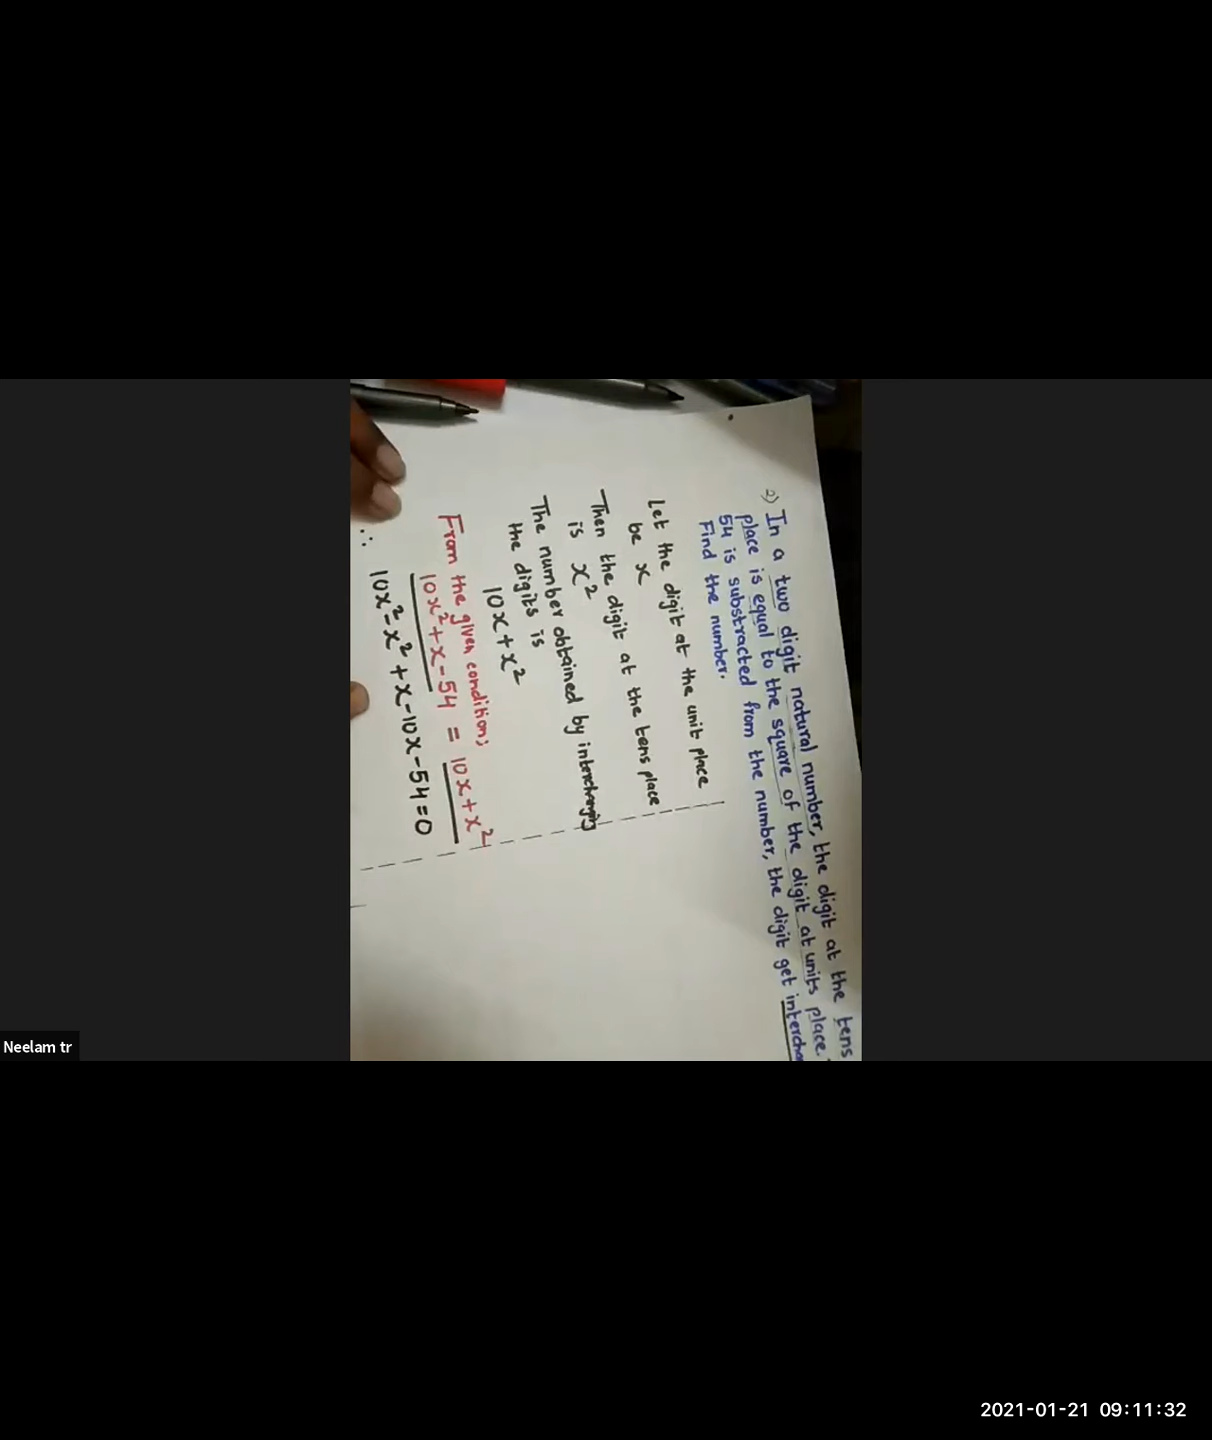 2) In a two digit natural number, the digit at the tens
place is equal to the square of the digit at units place.
54 is substracted from the number, the digit get intercha
Find the number.
Let the digit at the unit place
be x
Then the digit at the tens place
is x²
The number obtained by interchanging
the digits is
10x + x²
From the given condition;
10x² + x - 54 = 10x + x²
∴ 10x² - x² + x - 10x - 54 = 0
Neelam tr
2021-01-21 09:11:32